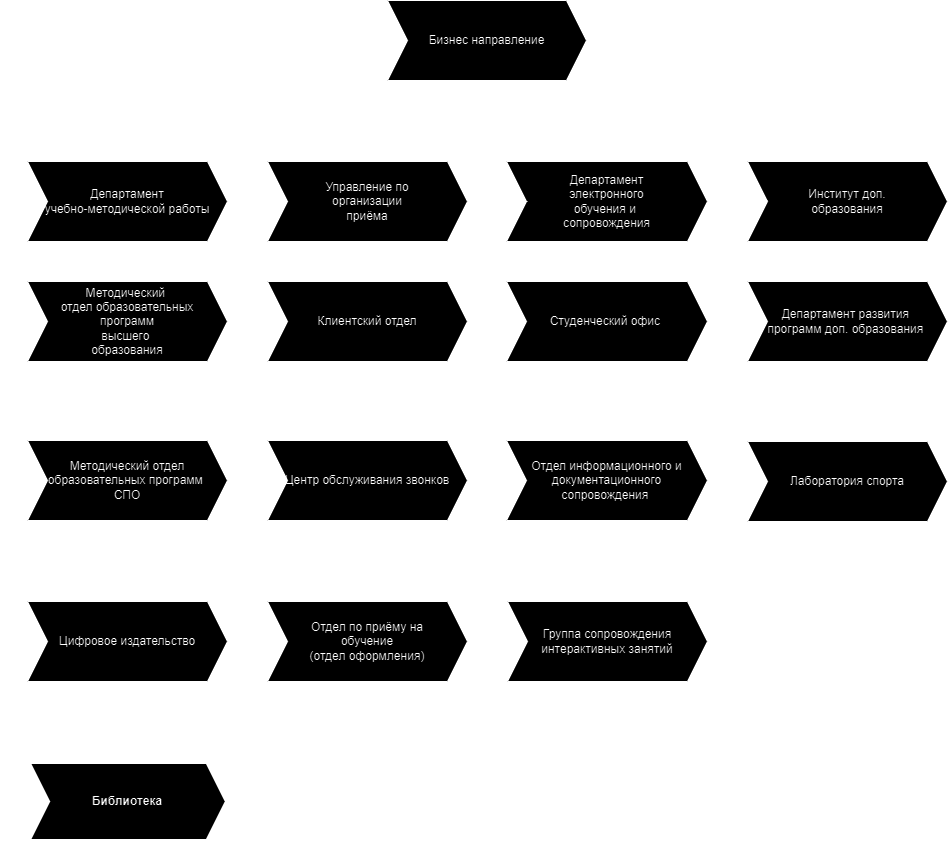 Бизнес направление
Департамент
учебно-методической работы
Управление по
организации
приёма
Департамент
электронного
обучения и
сопровождения
Институт доп.
образования
Методический
отдел образовательных
программ
высшего
образования
Клиентский отдел
Студенческий офис
Департамент развития
программ доп. образования
Методический отдел
образовательных программ
СПО
Центр обслуживания звонков
Отдел информационного и
документационного
сопровождения
Лаборатория спорта
Цифровое издательство
Отдел по приёму на
обучение
(отдел оформления)
Группа сопровождения
интерактивных занятий
Библиотека